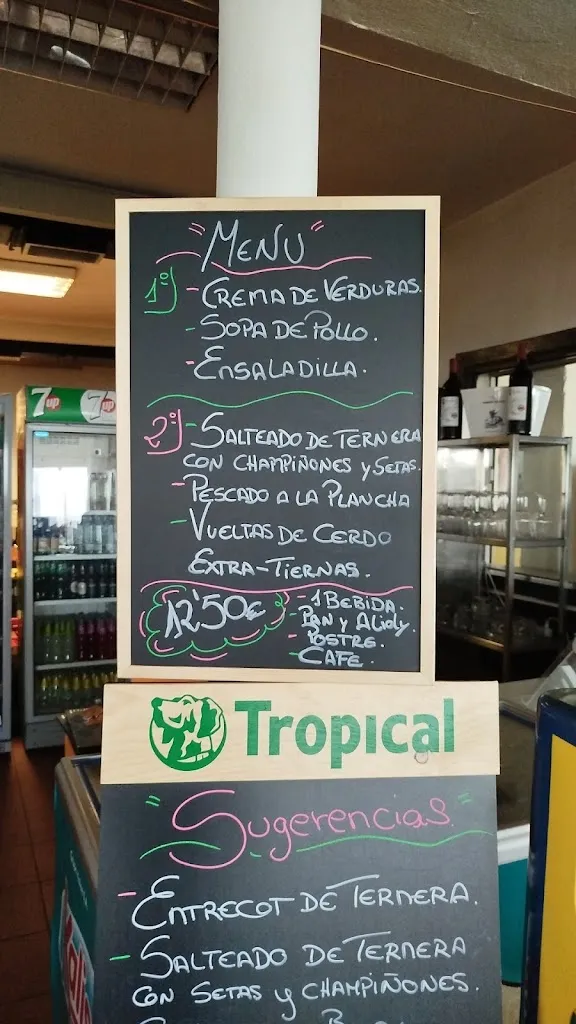 "MENU"
1º) - CREMA DE VERDURAS.
- SOPA DE POLLO.
- ENSALADILLA.
2º) - SALTEADO DE TERNERA
CON CHAMPIÑONES y SETAS.
- PESCADO A LA PLANCHA
- VUELTAS DE CERDO
EXTRA-TIERNAS.
12'50€
- 1 BEBIDA.
PAN y ALIOLY.
- POSTRE.
- CAFE.
7up
7up
Tropical
"Sugerencias"
- ENTRECOT DE TERNERA.
- SALTEADO DE TERNERA
CON SETAS y CHAMPIÑONES.